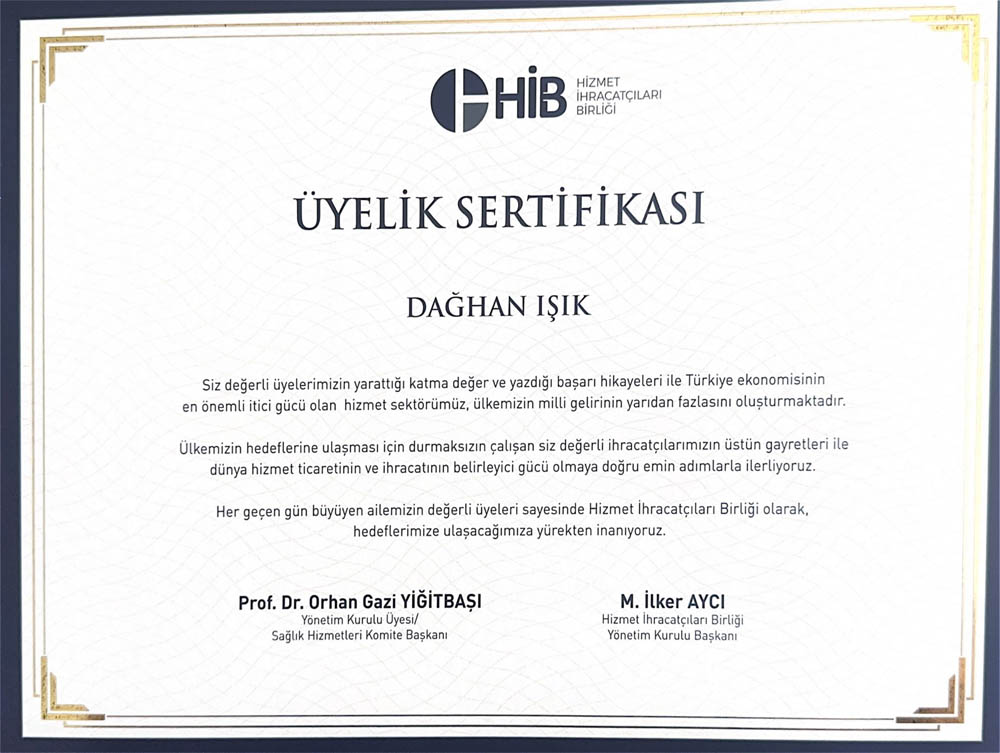 HİB
HİZMET
İHRACATÇILARI
BİRLİĞİ
ÜYELİK SERTİFİKASI
DAĞHAN IŞIK
Siz değerli üyelerimizin yarattığı katma değer ve yazdığı başarı hikayeleri ile Türkiye ekonomisinin
en önemli itici gücü olan hizmet sektörümüz, ülkemizin milli gelirinin yarıdan fazlasını oluşturmaktadır.
Ülkemizin hedeflerine ulaşması için durmaksızın çalışan siz değerli ihracatçılarımızın üstün gayretleri ile
dünya hizmet ticaretinin ve ihracatının belirleyici gücü olmaya doğru emin adımlarla ilerliyoruz.
Her geçen gün büyüyen ailemizin değerli üyeleri sayesinde Hizmet İhracatçıları Birliği olarak,
hedeflerimize ulaşacağımıza yürekten inanıyoruz.
Prof. Dr. Orhan Gazi YİĞİTBAŞI
Yönetim Kurulu Üyesi/
Sağlık Hizmetleri Komite Başkanı
M. İlker AYCI
Hizmet İhracatçıları Birliği
Yönetim Kurulu Başkanı